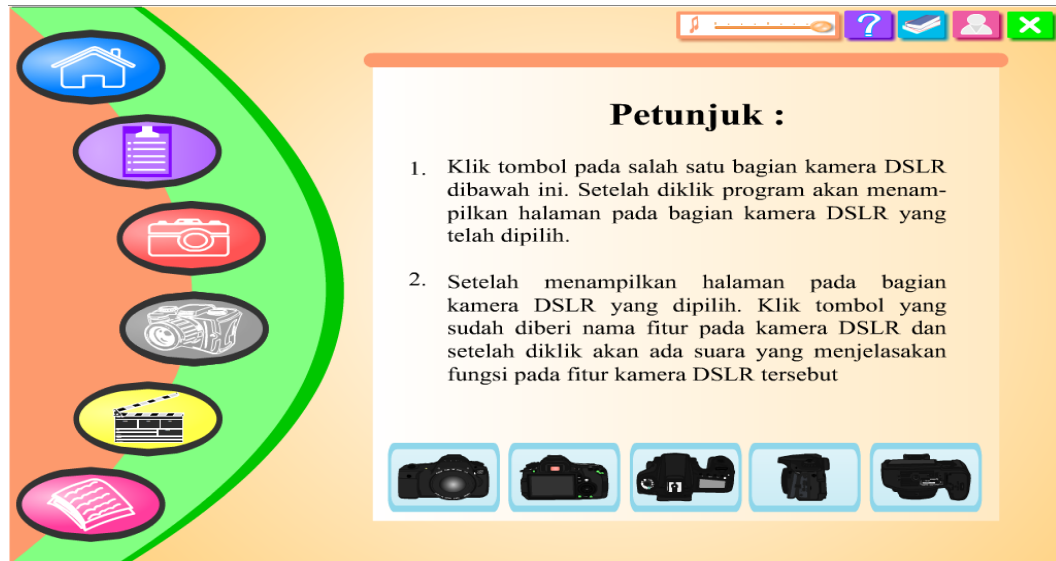 ?
Petunjuk :
1. Klik tombol pada salah satu bagian kamera DSLR
dibawah ini. Setelah diklik program akan menam-
pilkan halaman pada bagian kamera DSLR yang
telah dipilih.
2. Setelah menampilkan halaman pada bagian
kamera DSLR yang dipilih. Klik tombol yang
sudah diberi nama fitur pada kamera DSLR dan
setelah diklik akan ada suara yang menjelasakan
fungsi pada fitur kamera DSLR tersebut